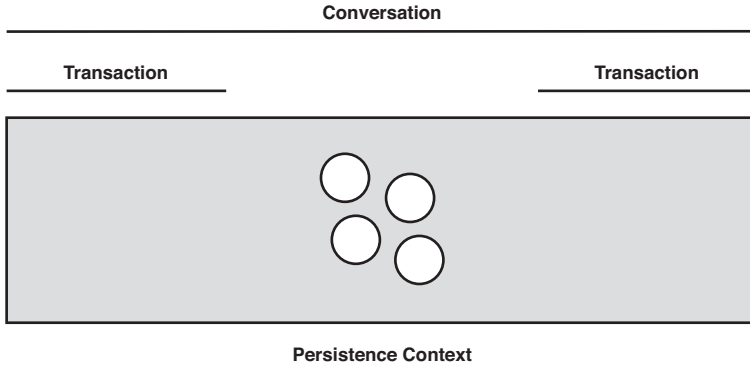 Conversation
Transaction
Transaction
Persistence Context